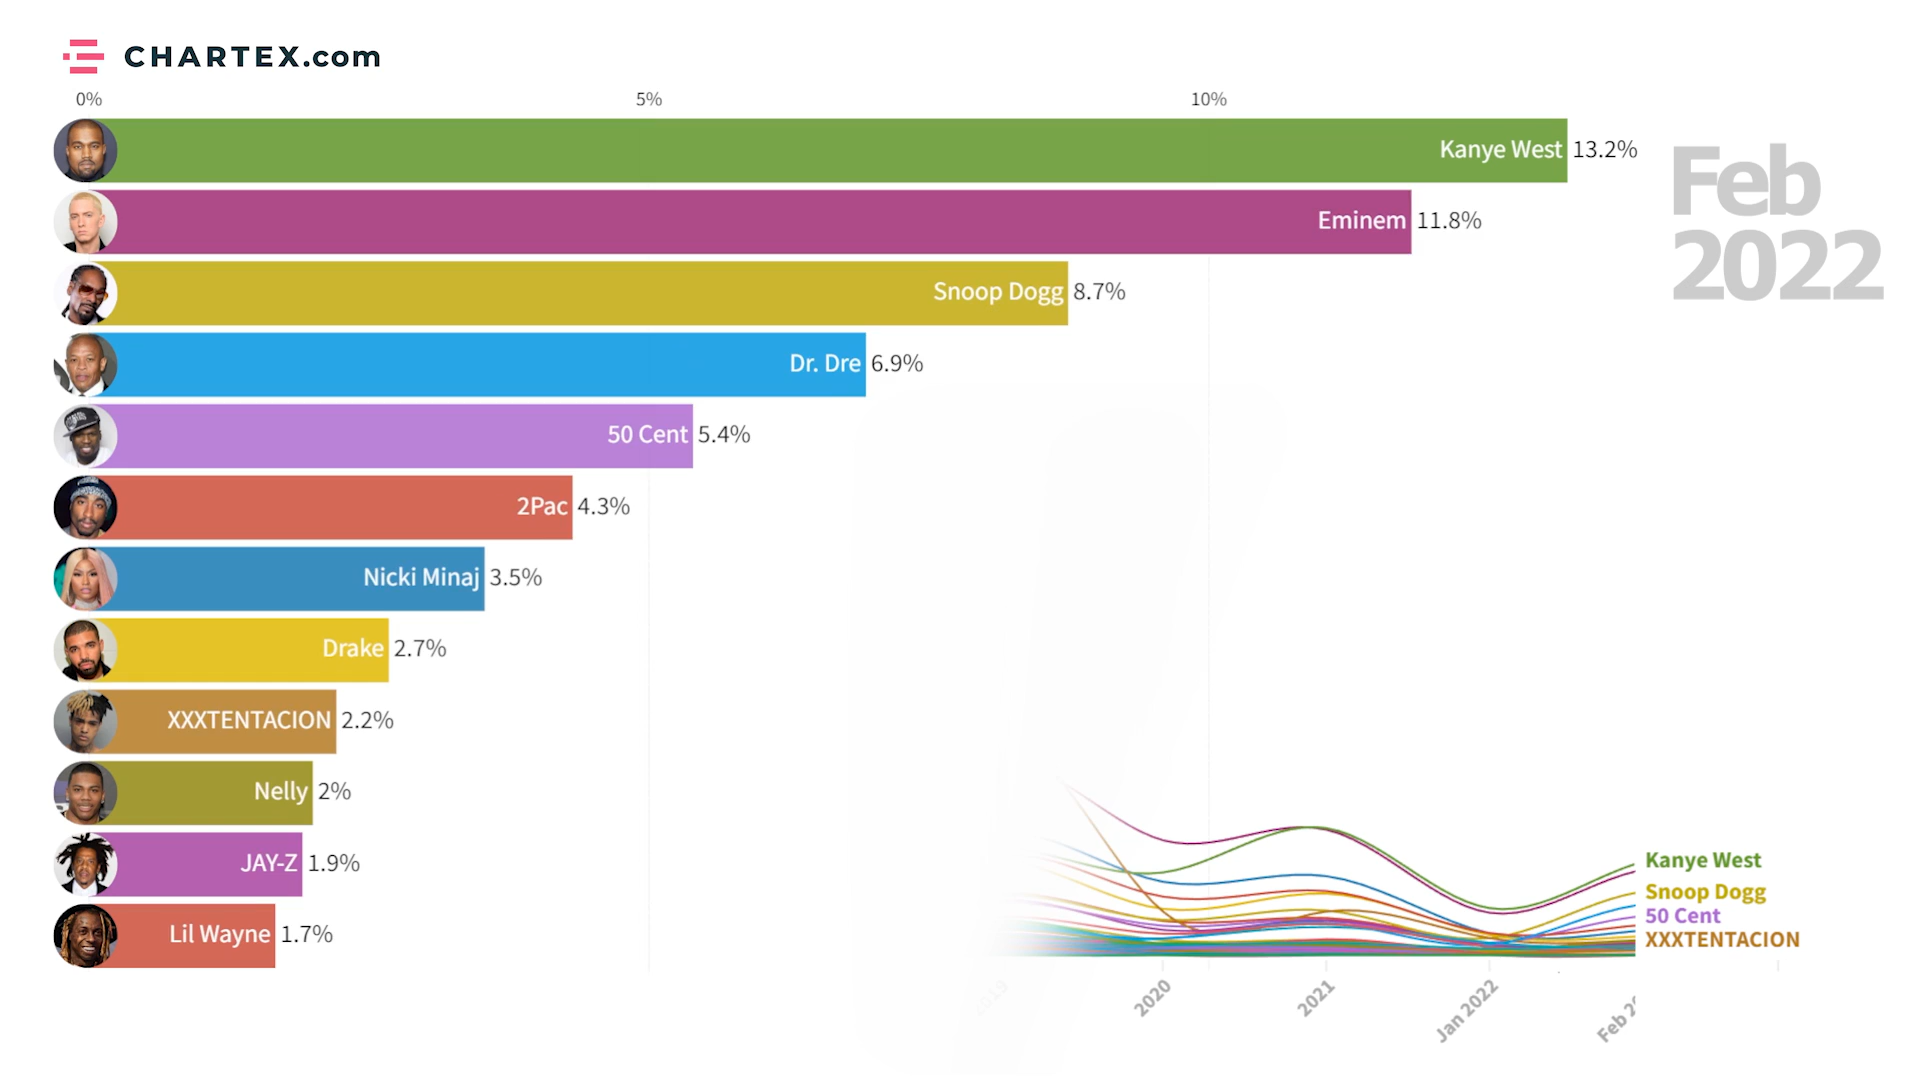 CHARTEX.com
0% 5% 10%
Kanye West 13.2%
Feb
2022
Eminem 11.8%
Snoop Dogg 8.7%
Dr. Dre 6.9%
50 Cent 5.4%
2Pac 4.3%
Nicki Minaj 3.5%
Drake 2.7%
XXXTENTACION 2.2%
Nelly 2%
JAY-Z 1.9%
Lil Wayne 1.7%
Kanye West
Snoop Dogg
50 Cent
XXXTENTACION
2019 2020 2021 Jan 2022 Feb